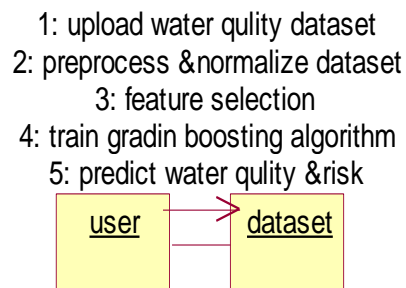 1: upload water qulity dataset
2: preprocess &normalize dataset
3: feature selection
4: train gradin boosting algorithm
5: predict water qulity &risk
user dataset